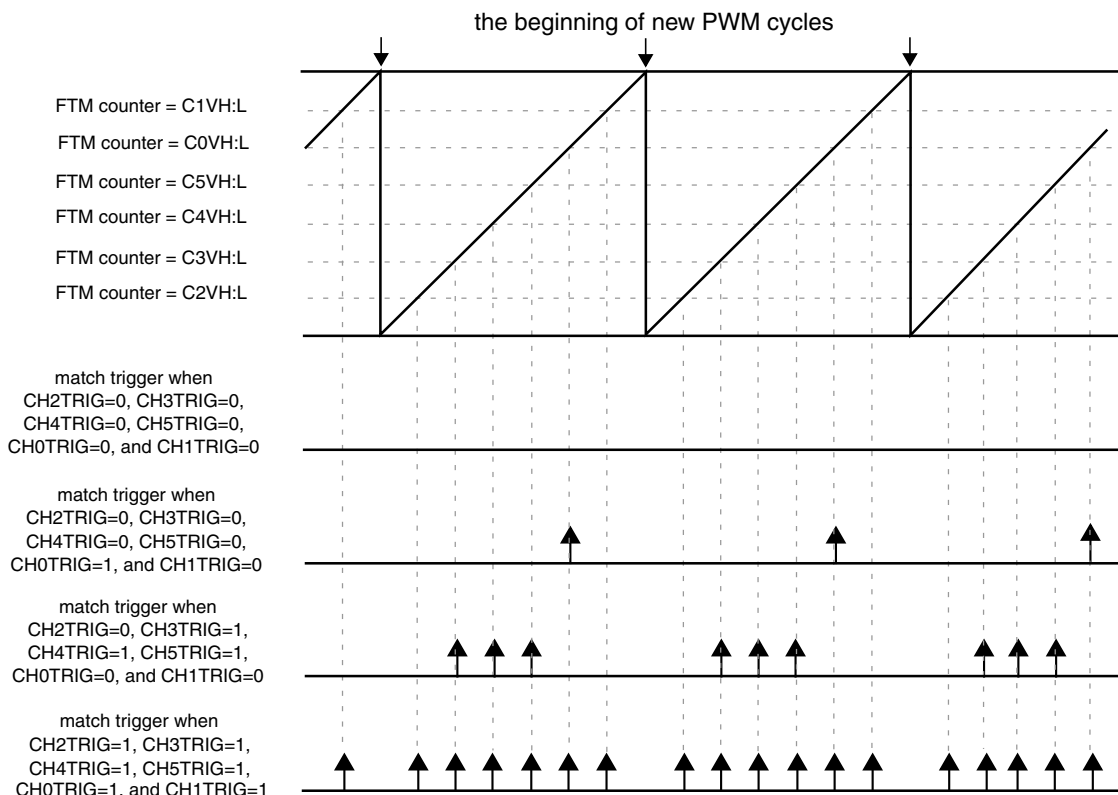 the beginning of new PWM cycles
FTM counter = C1VH:L
FTM counter = C0VH:L
FTM counter = C5VH:L
FTM counter = C4VH:L
FTM counter = C3VH:L
FTM counter = C2VH:L
match trigger when
CH2TRIG=0, CH3TRIG=0,
CH4TRIG=0, CH5TRIG=0,
CH0TRIG=0, and CH1TRIG=0
match trigger when
CH2TRIG=0, CH3TRIG=0,
CH4TRIG=0, CH5TRIG=0,
CH0TRIG=1, and CH1TRIG=0
match trigger when
CH2TRIG=0, CH3TRIG=1,
CH4TRIG=1, CH5TRIG=1,
CH0TRIG=0, and CH1TRIG=0
match trigger when
CH2TRIG=1, CH3TRIG=1,
CH4TRIG=1, CH5TRIG=1,
CH0TRIG=1, and CH1TRIG=1